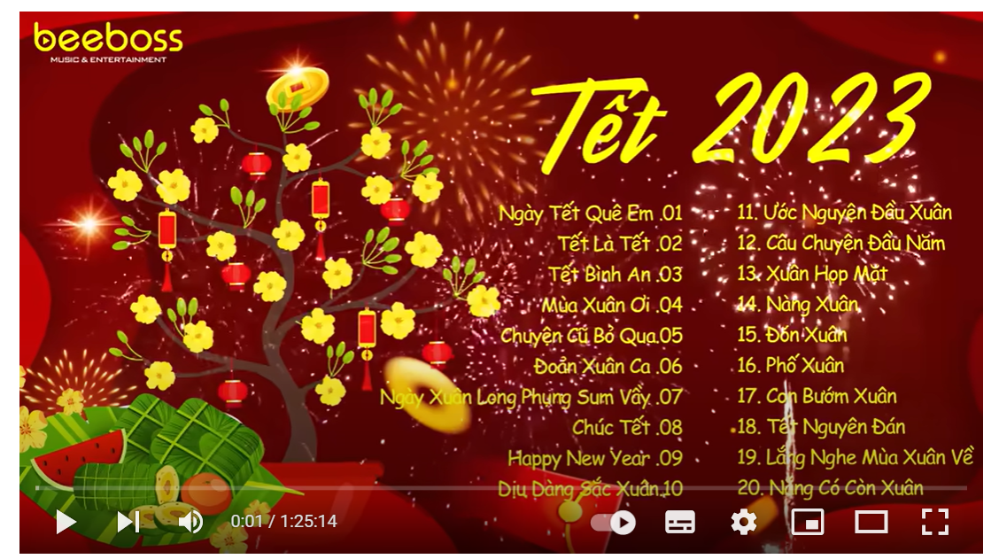 beeboss
MUSIC & ENTERTAINMENT
Tết 2023
Ngày Tết Quê Em .01
Tết Là Tết .02
Tết Bình An .03
Mùa Xuân Ơi .04
Chuyện Cũ Bỏ Qua.05
Đoản Xuân Ca .06
Ngày Xuân Long Phụng Sum Vầy .07
Chúc Tết .08
Happy New Year .09
Dịu Dàng Sắc Xuân.10
11. Ước Nguyện Đầu Xuân
12. Câu Chuyện Đầu Năm
13. Xuân Họp Mặt
14. Nàng Xuân
15. Đón Xuân
16. Phố Xuân
17. Con Bướm Xuân
18. Tết Nguyên Đán
19. Lắng Nghe Mùa Xuân Về
20. Nắng Có Còn Xuân
0:01 / 1:25:14